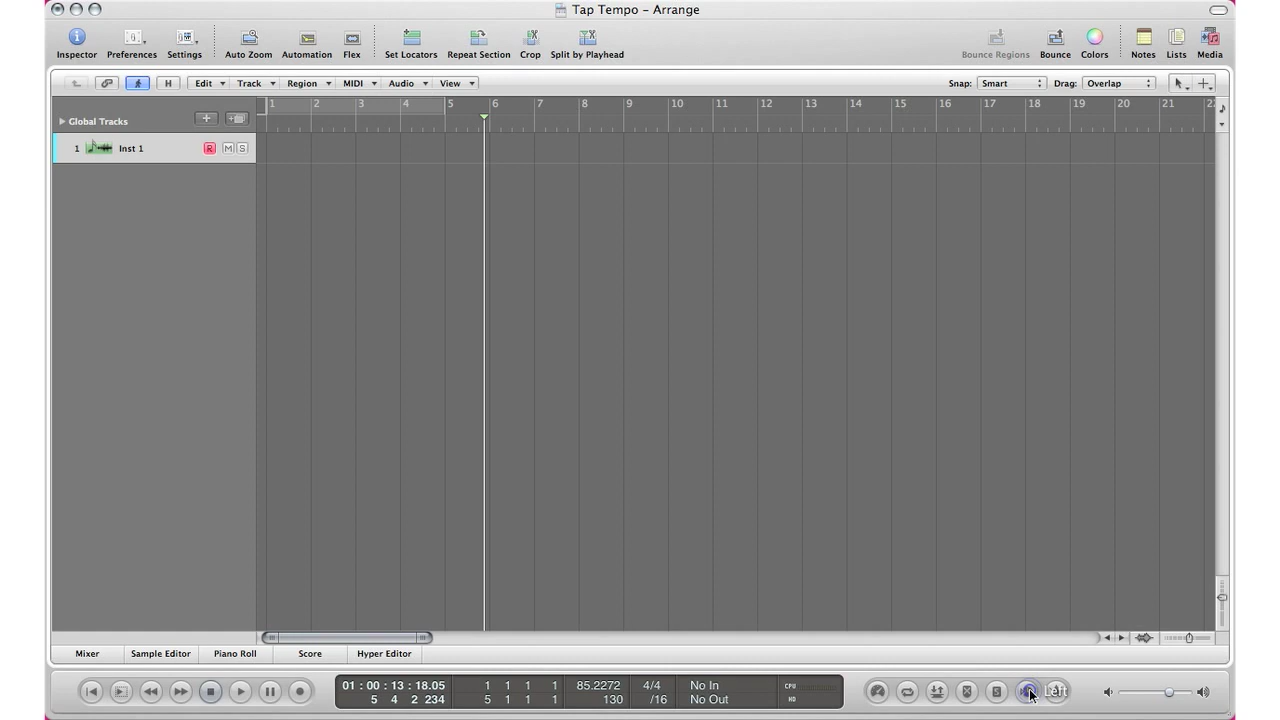 Tap Tempo – Arrange
Inspector Preferences Settings Auto Zoom Automation Flex Set Locators Repeat Section Crop Split by Playhead Bounce Regions Bounce Colors Notes Lists Media
H Edit Track Region MIDI Audio View Snap: Smart Drag: Overlap
1 2 3 4 5 6 7 8 9 10 11 12 13 14 15 16 17 18 19 20 21
Global Tracks
1 Inst 1 R M S
Mixer Sample Editor Piano Roll Score Hyper Editor
01 : 00 : 13 : 18.05 1 1 1 1 85.2272 4/4 No In CPU
5 4 2 234 5 1 1 1 130 /16 No Out HD
S Left